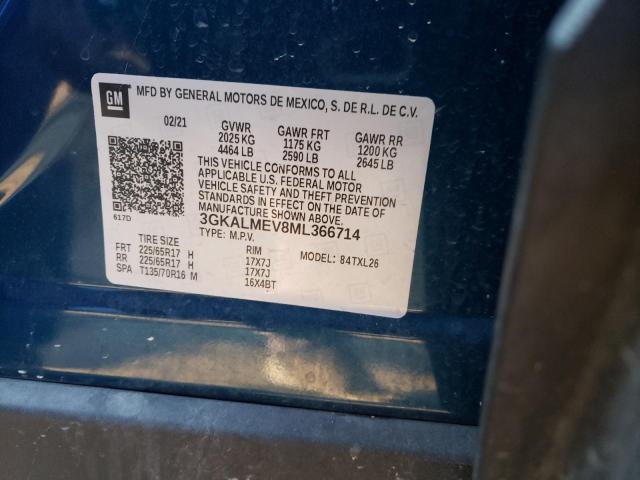 GM
MFD BY GENERAL MOTORS DE MEXICO, S. DE R.L. DE C.V.
02/21 GVWR GAWR FRT GAWR RR
2025 KG 1175 KG 1200 KG
4464 LB 2590 LB 2645 LB
THIS VEHICLE CONFORMS TO ALL
APPLICABLE U.S. FEDERAL MOTOR
VEHICLE SAFETY AND THEFT PREVENTION
STANDARDS IN EFFECT ON THE DATE OF
MANUFACTURE SHOWN ABOVE.
617D
3GKALMEV8ML366714
TYPE: M.P.V. MODEL: 84TXL26
TIRE SIZE RIM
FRT 225/65R17 H 17X7J
RR 225/65R17 H 17X7J
SPA T135/70R16 M 16X4BT